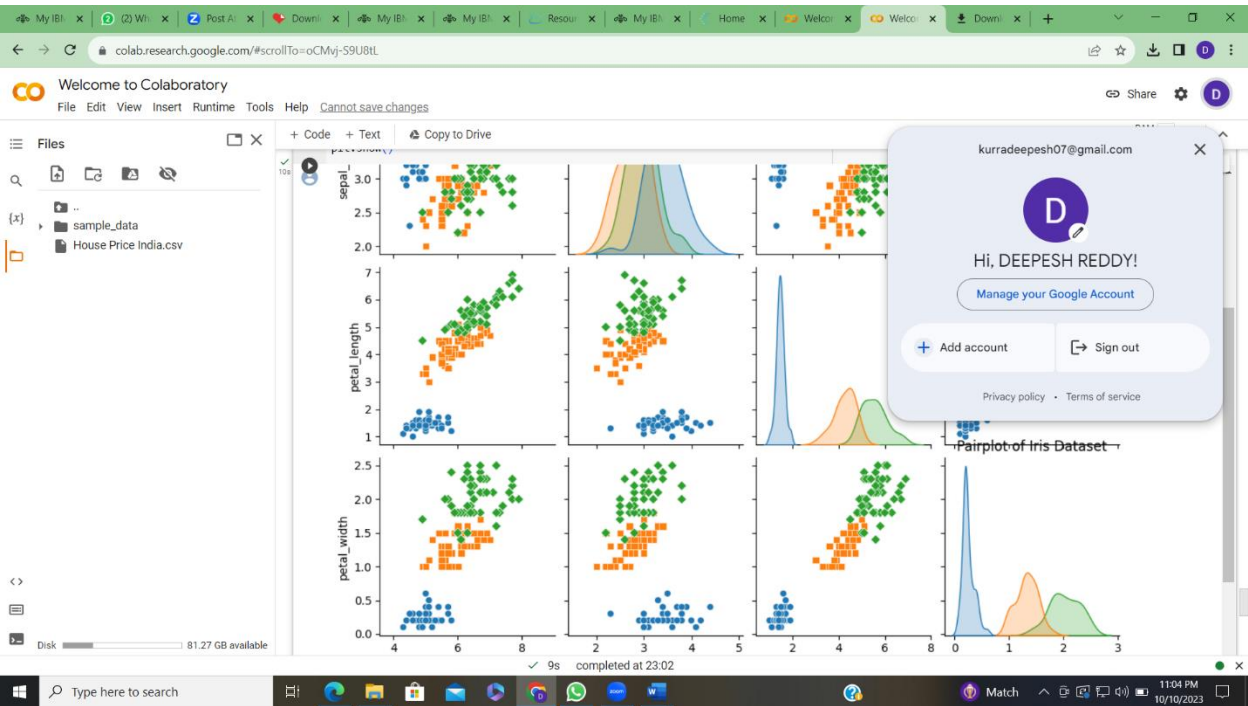 My IBM
(2) Wh
Post A
Downl
My IBM
My IBM
Resour
My IBM
Home
Welcor
Welcor
Downl
colab.research.google.com/#scrollTo=oCMvj-S9U8tL
D
Welcome to Colaboratory
File Edit View Insert Runtime Tools Help Cannot save changes
Share
D
Files
+ Code + Text Copy to Drive
10s
{x}
..
sample_data
House Price India.csv
sepal_
3.0
2.5
2.0
petal_length
7
6
5
4
3
2
1
petal_width
2.5
2.0
1.5
1.0
0.5
0.0
4 6 8
2 3 4 5
2 4 6 8
0 1 2 3
Pairplot of Iris Dataset
kurradeepesh07@gmail.com
D
Hi, DEEPESH REDDY!
Manage your Google Account
+ Add account
Sign out
Privacy policy • Terms of service
Disk 81.27 GB available
9s completed at 23:02
Type here to search
zoom
W
Match
11:04 PM
10/10/2023